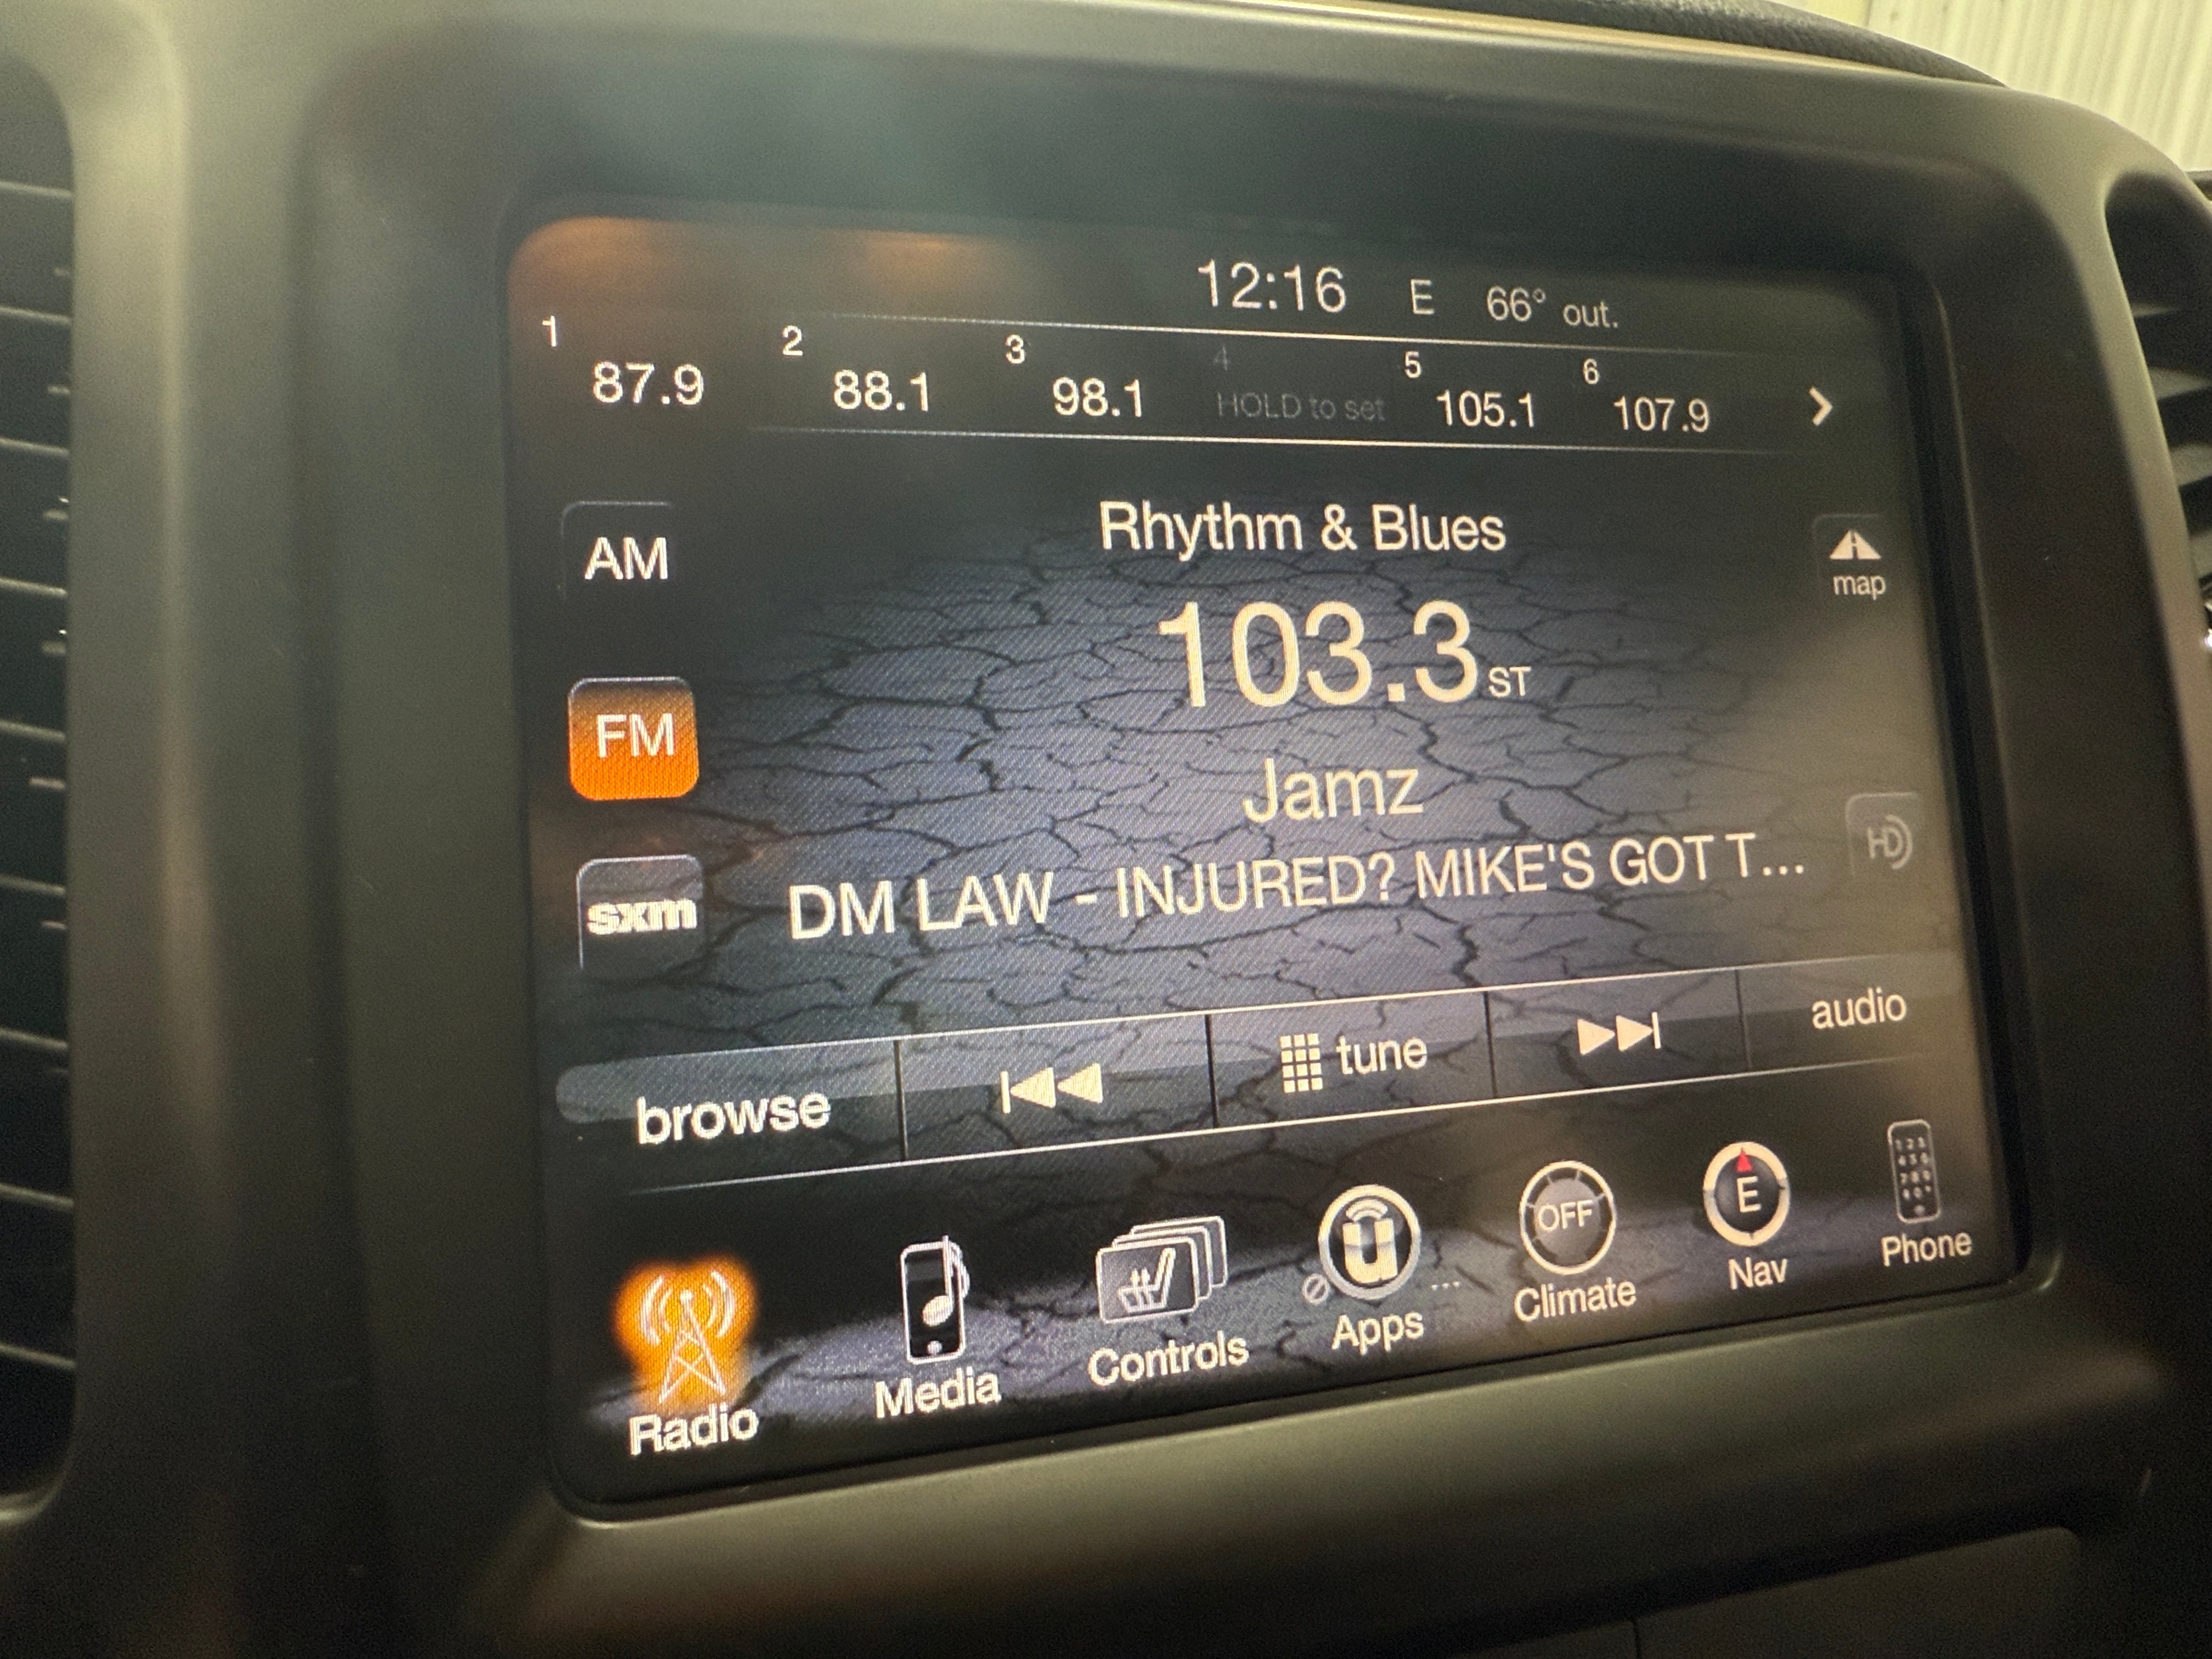 12:16 E 66° out.
1 87.9 2 88.1 3 98.1 4 HOLD to set 5 105.1 6 107.9
AM
Rhythm & Blues
map
103.3 ST
FM
Jamz
HD
sxm
DM LAW - INJURED? MIKE'S GOT T...
browse tune audio
OFF E
Radio Media Controls Apps ... Climate Nav Phone